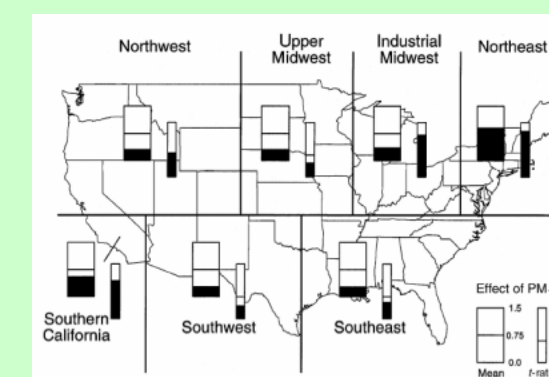 Northwest
Upper
Midwest
Industrial
Midwest
Northeast
Southern
California
Southwest
Southeast
Effect of PM
1.5
0.75
0.0
Mean
t-rat